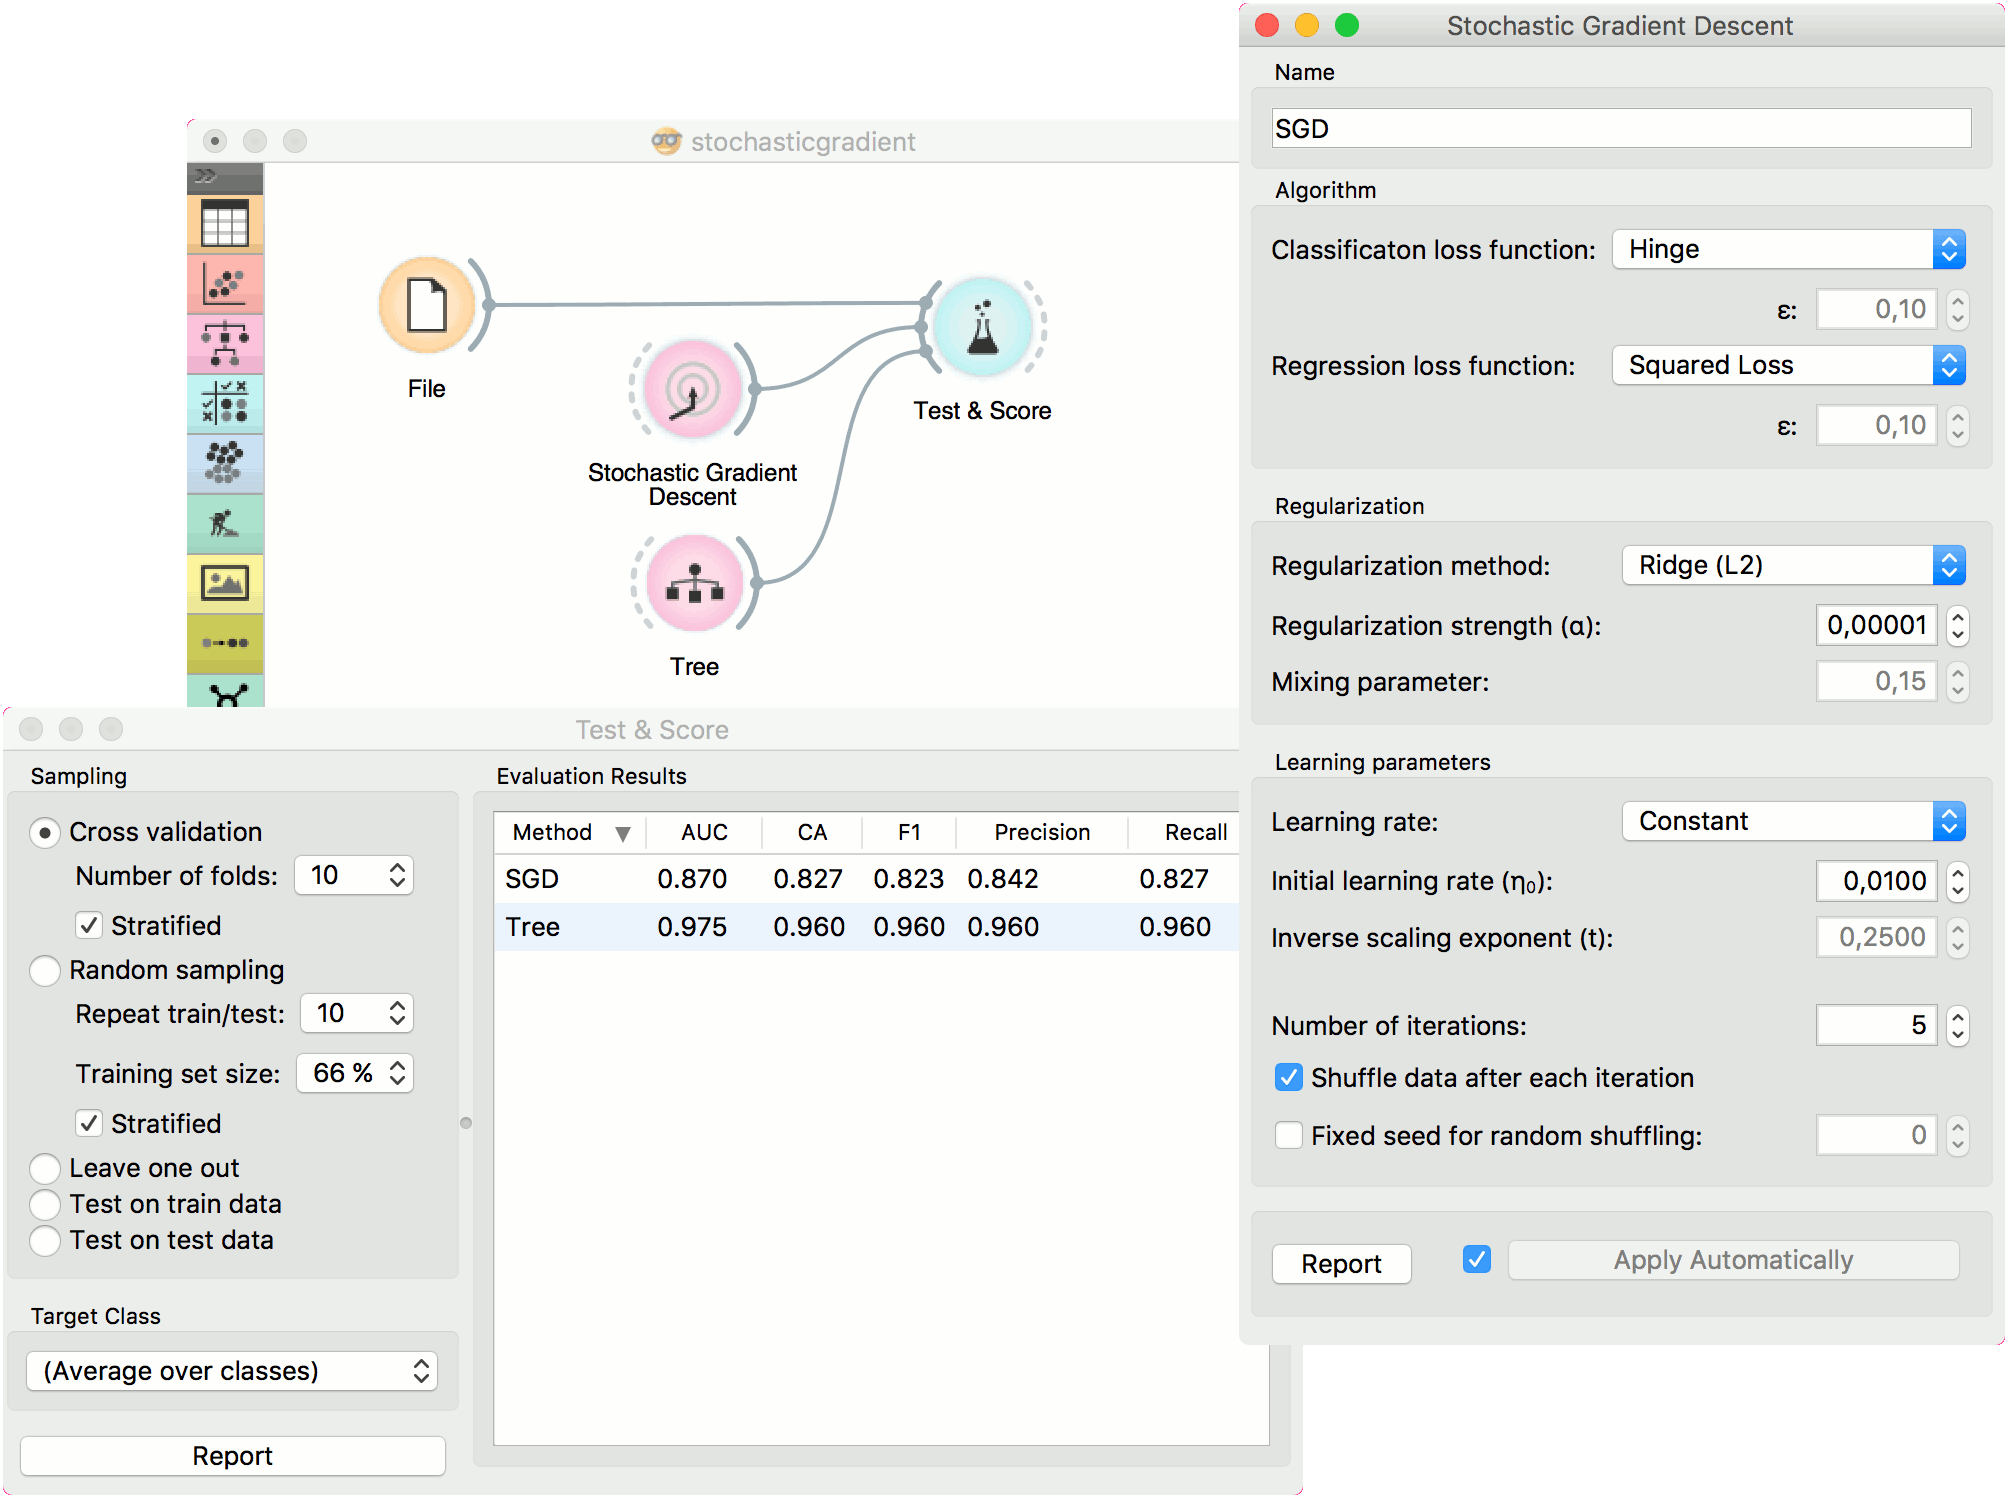 Stochastic Gradient Descent
Name
SGD
Algorithm
Classificaton loss function: Hinge
ε: 0,10
Regression loss function: Squared Loss
ε: 0,10
Regularization
Regularization method: Ridge (L2)
Regularization strength (α): 0,00001
Mixing parameter: 0,15
Learning parameters
Learning rate: Constant
Initial learning rate (η₀): 0,0100
Inverse scaling exponent (t): 0,2500
Number of iterations: 5
Shuffle data after each iteration
Fixed seed for random shuffling: 0
Report Apply Automatically
stochasticgradient
File
Stochastic Gradient
Descent
Tree
Test & Score
Test & Score
Sampling
Cross validation
Number of folds: 10
Stratified
Random sampling
Repeat train/test: 10
Training set size: 66 %
Stratified
Leave one out
Test on train data
Test on test data
Target Class
(Average over classes)
Report
Evaluation Results
Method AUC CA F1 Precision Recall
SGD 0.870 0.827 0.823 0.842 0.827
Tree 0.975 0.960 0.960 0.960 0.960